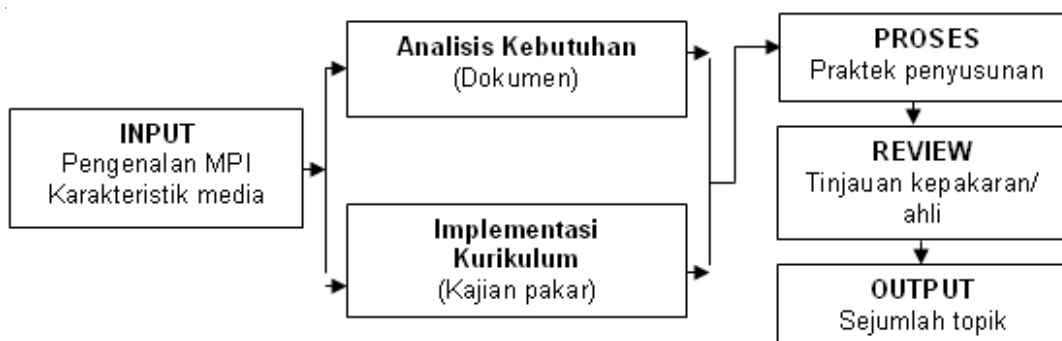 INPUT
Pengenalan MPI
Karakteristik media
Analisis Kebutuhan
(Dokumen)
Implementasi
Kurikulum
(Kajian pakar)
PROSES
Praktek penyusunan
REVIEW
Tinjauan kepakaran/
ahli
OUTPUT
Sejumlah topik